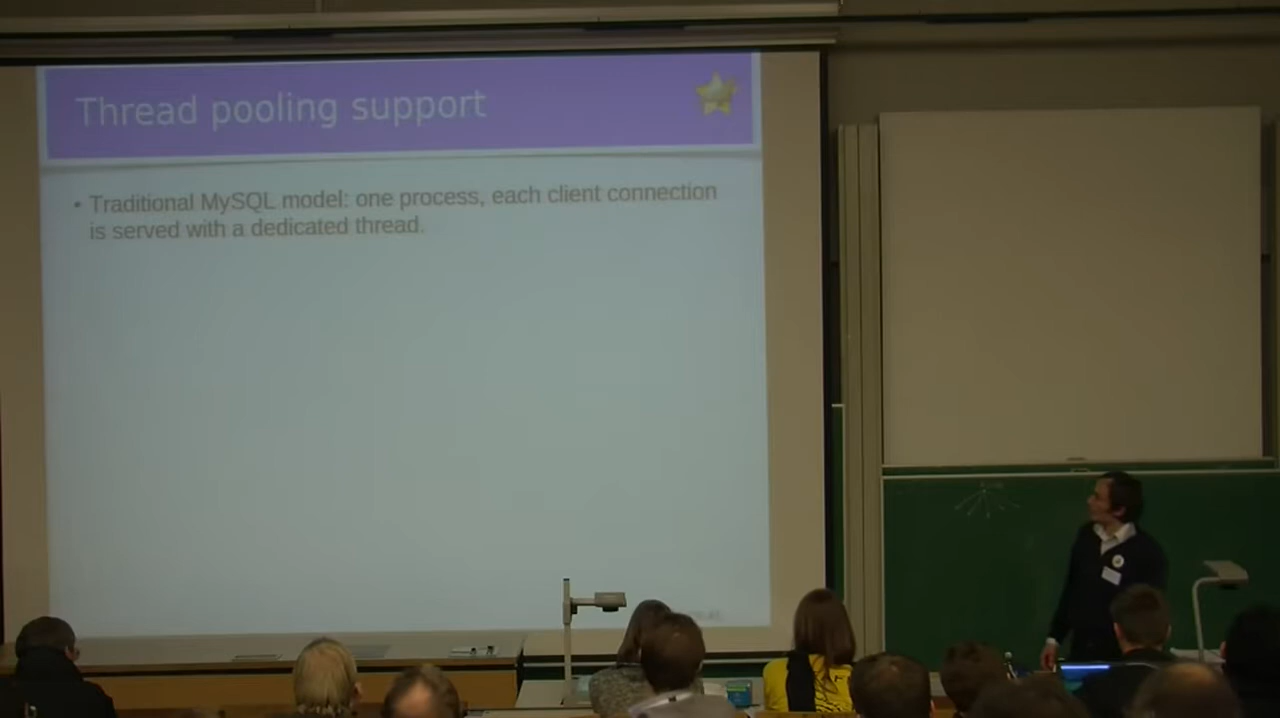 Thread pooling support
• Traditional MySQL model: one process, each client connection
is served with a dedicated thread.